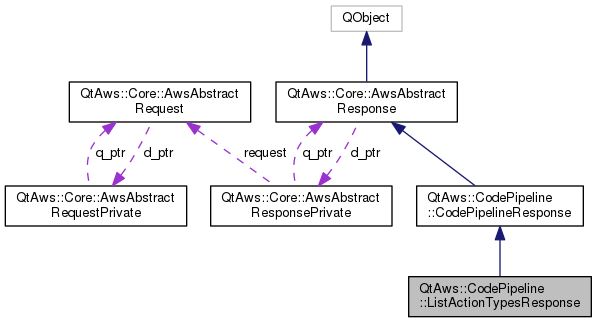 QObject
QtAws::Core::AwsAbstract
Request
QtAws::Core::AwsAbstract
Response
q_ptr
d_ptr
request
q_ptr
d_ptr
QtAws::Core::AwsAbstract
RequestPrivate
QtAws::Core::AwsAbstract
ResponsePrivate
QtAws::CodePipeline
::CodePipelineResponse
QtAws::CodePipeline
::ListActionTypesResponse